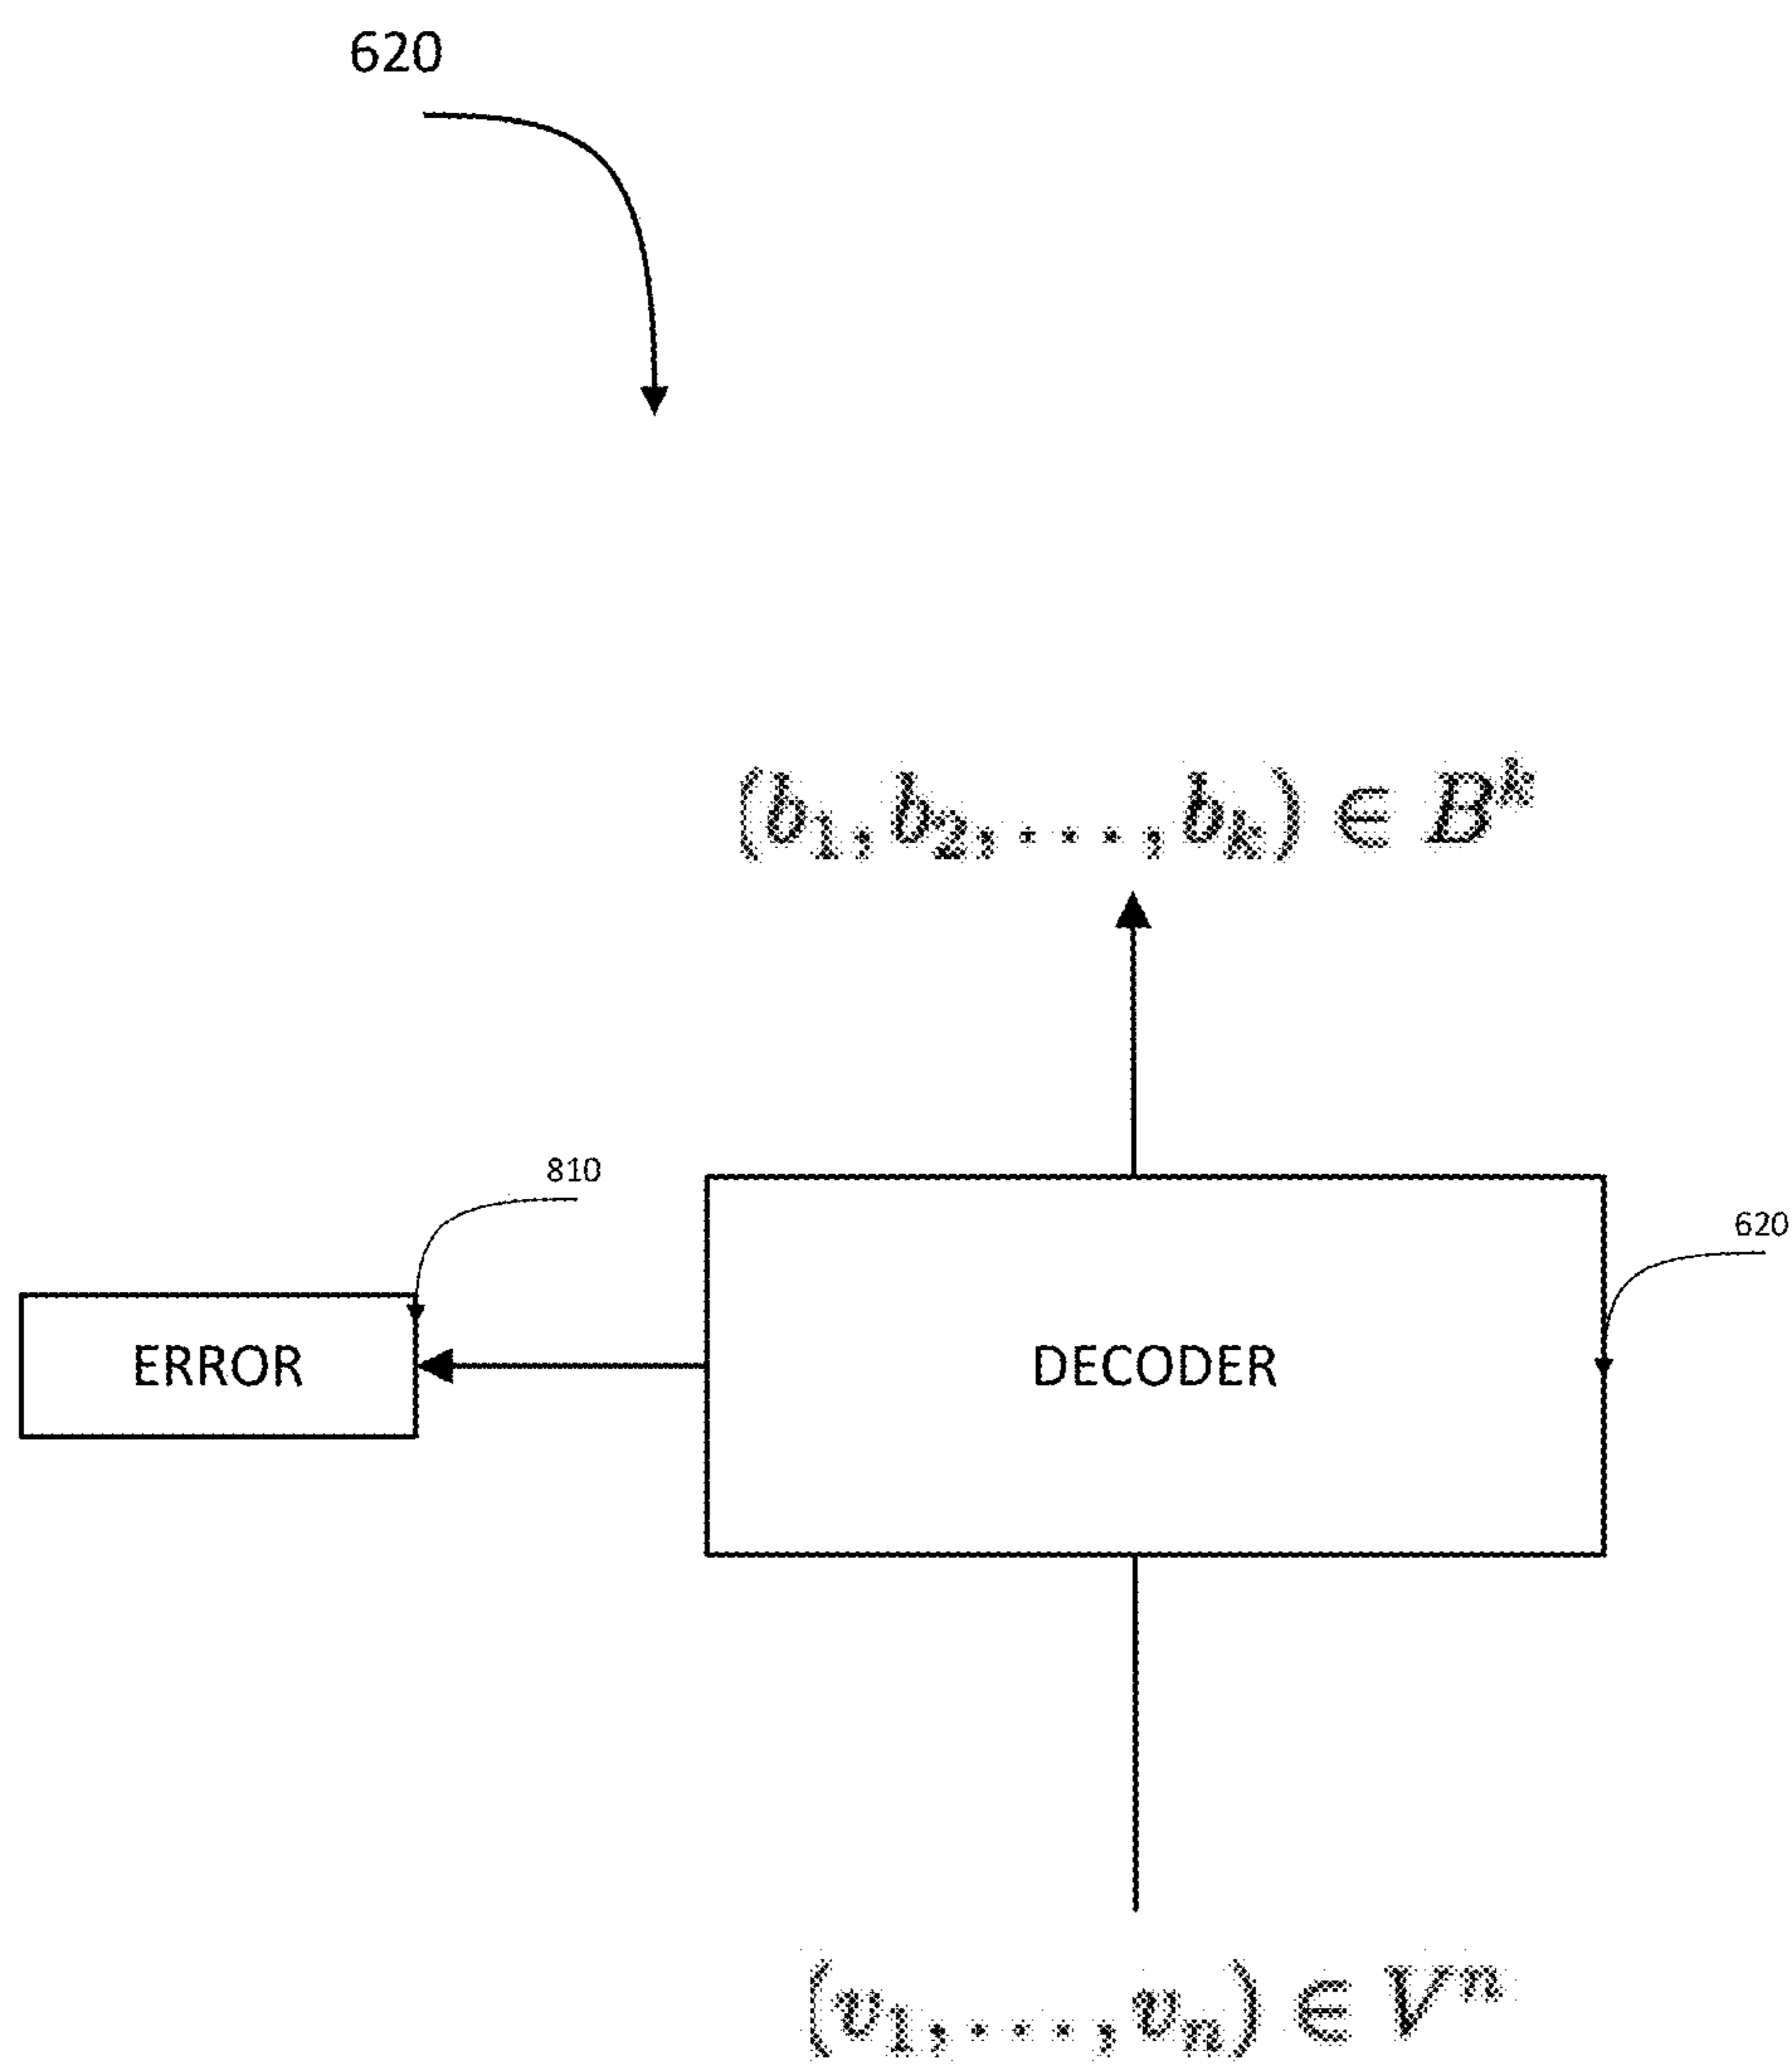 620
(b₁, b₂, . . . , bₖ) ∈ Bᵏ
810
620
ERROR
DECODER
(v₁, . . . , vₙ) ∈ Vⁿ